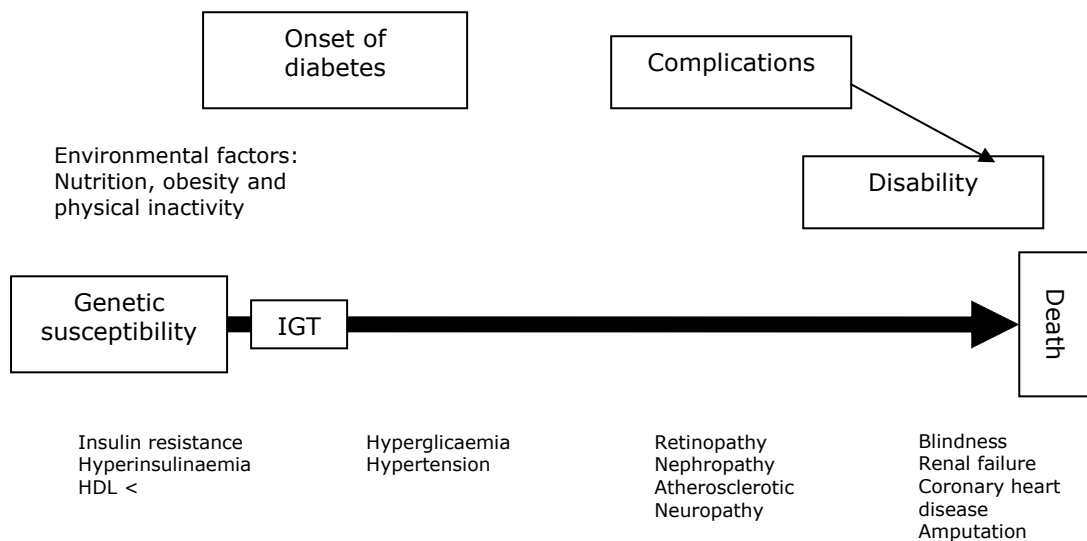 Onset of
diabetes
Complications
Environmental factors:
Nutrition, obesity and
physical inactivity
Disability
Genetic
susceptibility
IGT
Death
Insulin resistance
Hyperinsulinaemia
HDL <
Hyperglicaemia
Hypertension
Retinopathy
Nephropathy
Atherosclerotic
Neuropathy
Blindness
Renal failure
Coronary heart
disease
Amputation